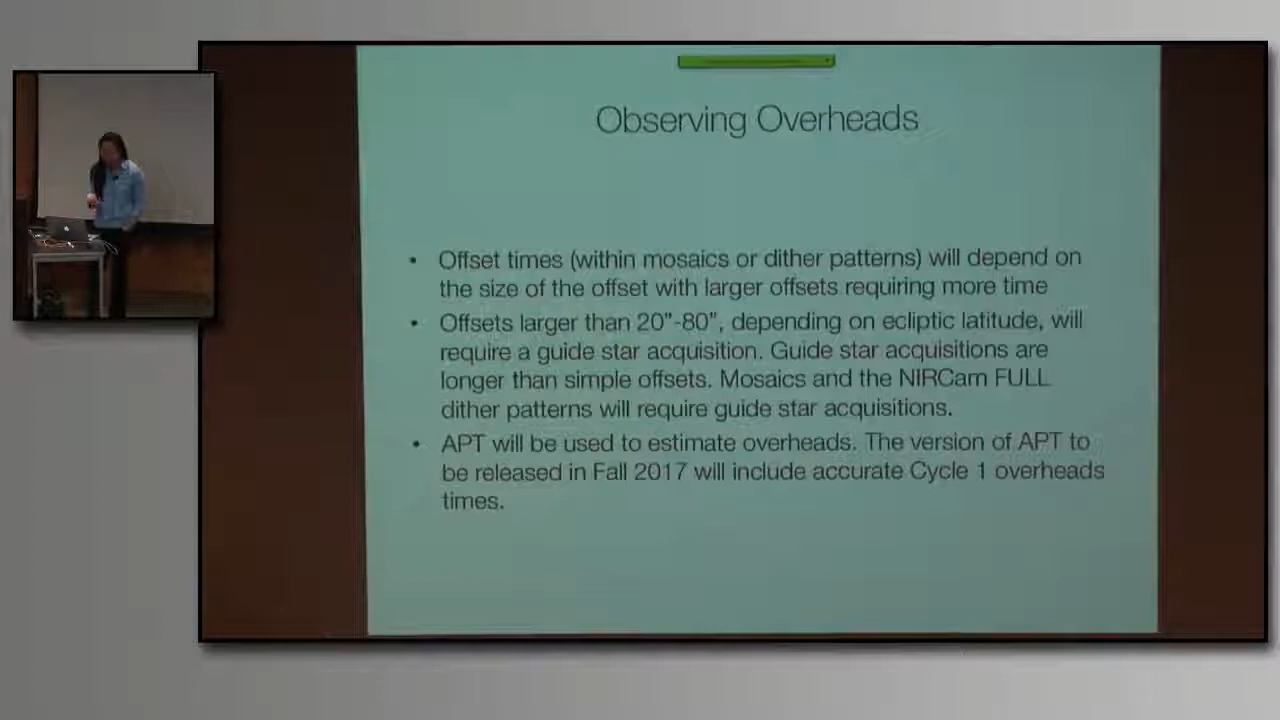 Observing Overheads
• Offset times (within mosaics or dither patterns) will depend on
the size of the offset with larger offsets requiring more time
• Offsets larger than 20"-80", depending on ecliptic latitude, will
require a guide star acquisition. Guide star acquisitions are
longer than simple offsets. Mosaics and the NIRCam FULL
dither patterns will require guide star acquisitions.
• APT will be used to estimate overheads. The version of APT to
be released in Fall 2017 will include accurate Cycle 1 overheads
times.